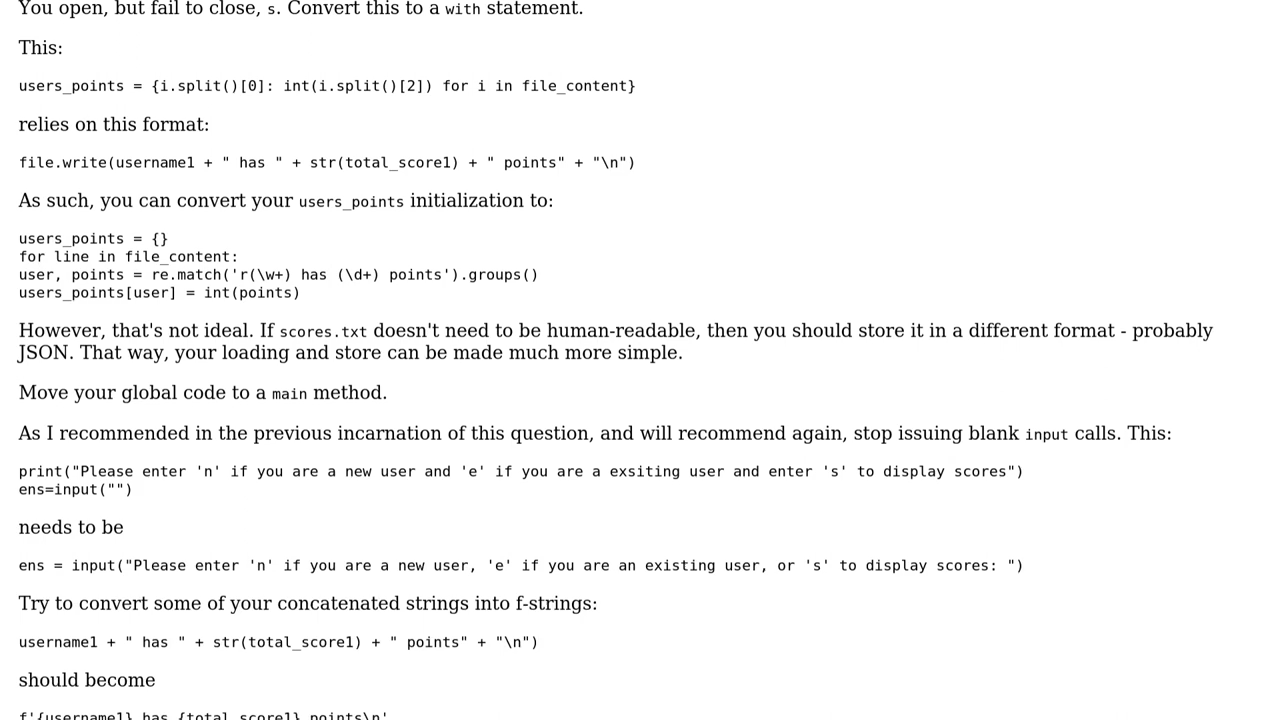 You open, but fail to close, s. Convert this to a with statement.
This:
users_points = {i.split()[0]: int(i.split()[2]) for i in file_content}
relies on this format:
file.write(username1 + " has " + str(total_score1) + " points" + "\n")
As such, you can convert your users_points initialization to:
users_points = {}
for line in file_content:
user, points = re.match('r(\w+) has (\d+) points').groups()
users_points[user] = int(points)
However, that's not ideal. If scores.txt doesn't need to be human-readable, then you should store it in a different format - probably
JSON. That way, your loading and store can be made much more simple.
Move your global code to a main method.
As I recommended in the previous incarnation of this question, and will recommend again, stop issuing blank input calls. This:
print("Please enter 'n' if you are a new user and 'e' if you are a exsiting user and enter 's' to display scores")
ens=input("")
needs to be
ens = input("Please enter 'n' if you are a new user, 'e' if you are an existing user, or 's' to display scores: ")
Try to convert some of your concatenated strings into f-strings:
username1 + " has " + str(total_score1) + " points" + "\n")
should become
f'{username1} has {total_score1} points\n'